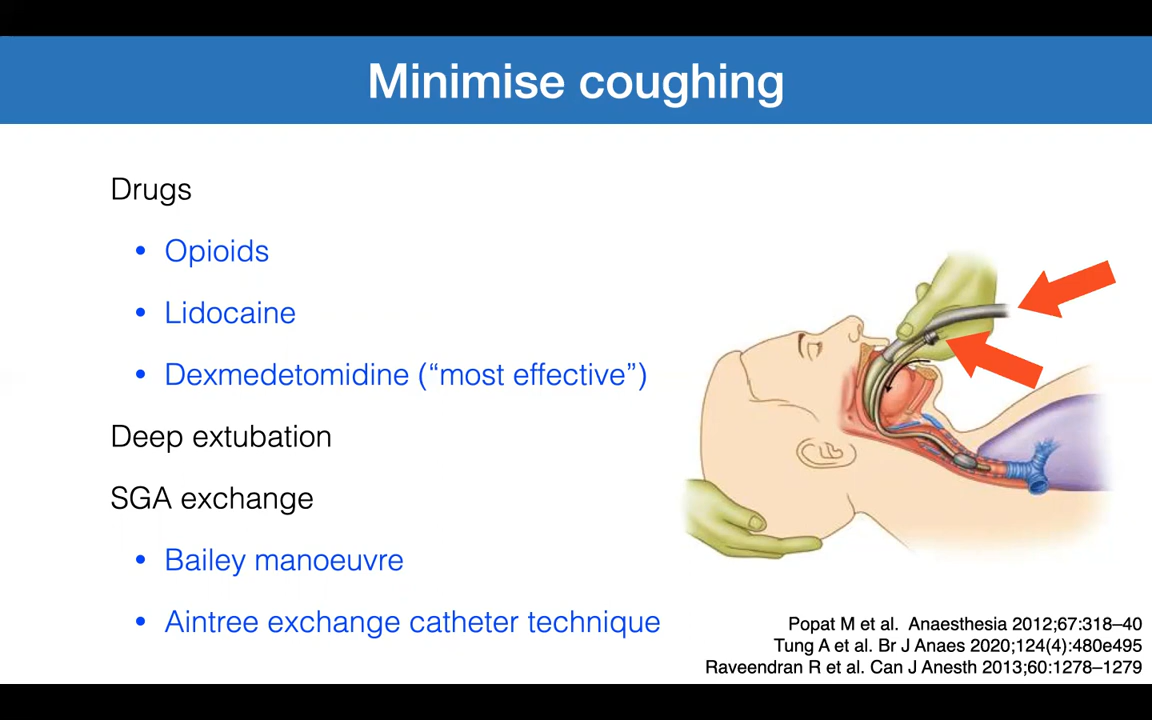 Minimise coughing
Drugs
• Opioids
• Lidocaine
• Dexmedetomidine (“most effective”)
Deep extubation
SGA exchange
• Bailey manoeuvre
• Aintree exchange catheter technique
Popat M et al.  Anaesthesia 2012;67:318–40
Tung A et al. Br J Anaes 2020;124(4):480e495
Raveendran R et al. Can J Anesth 2013;60:1278–1279